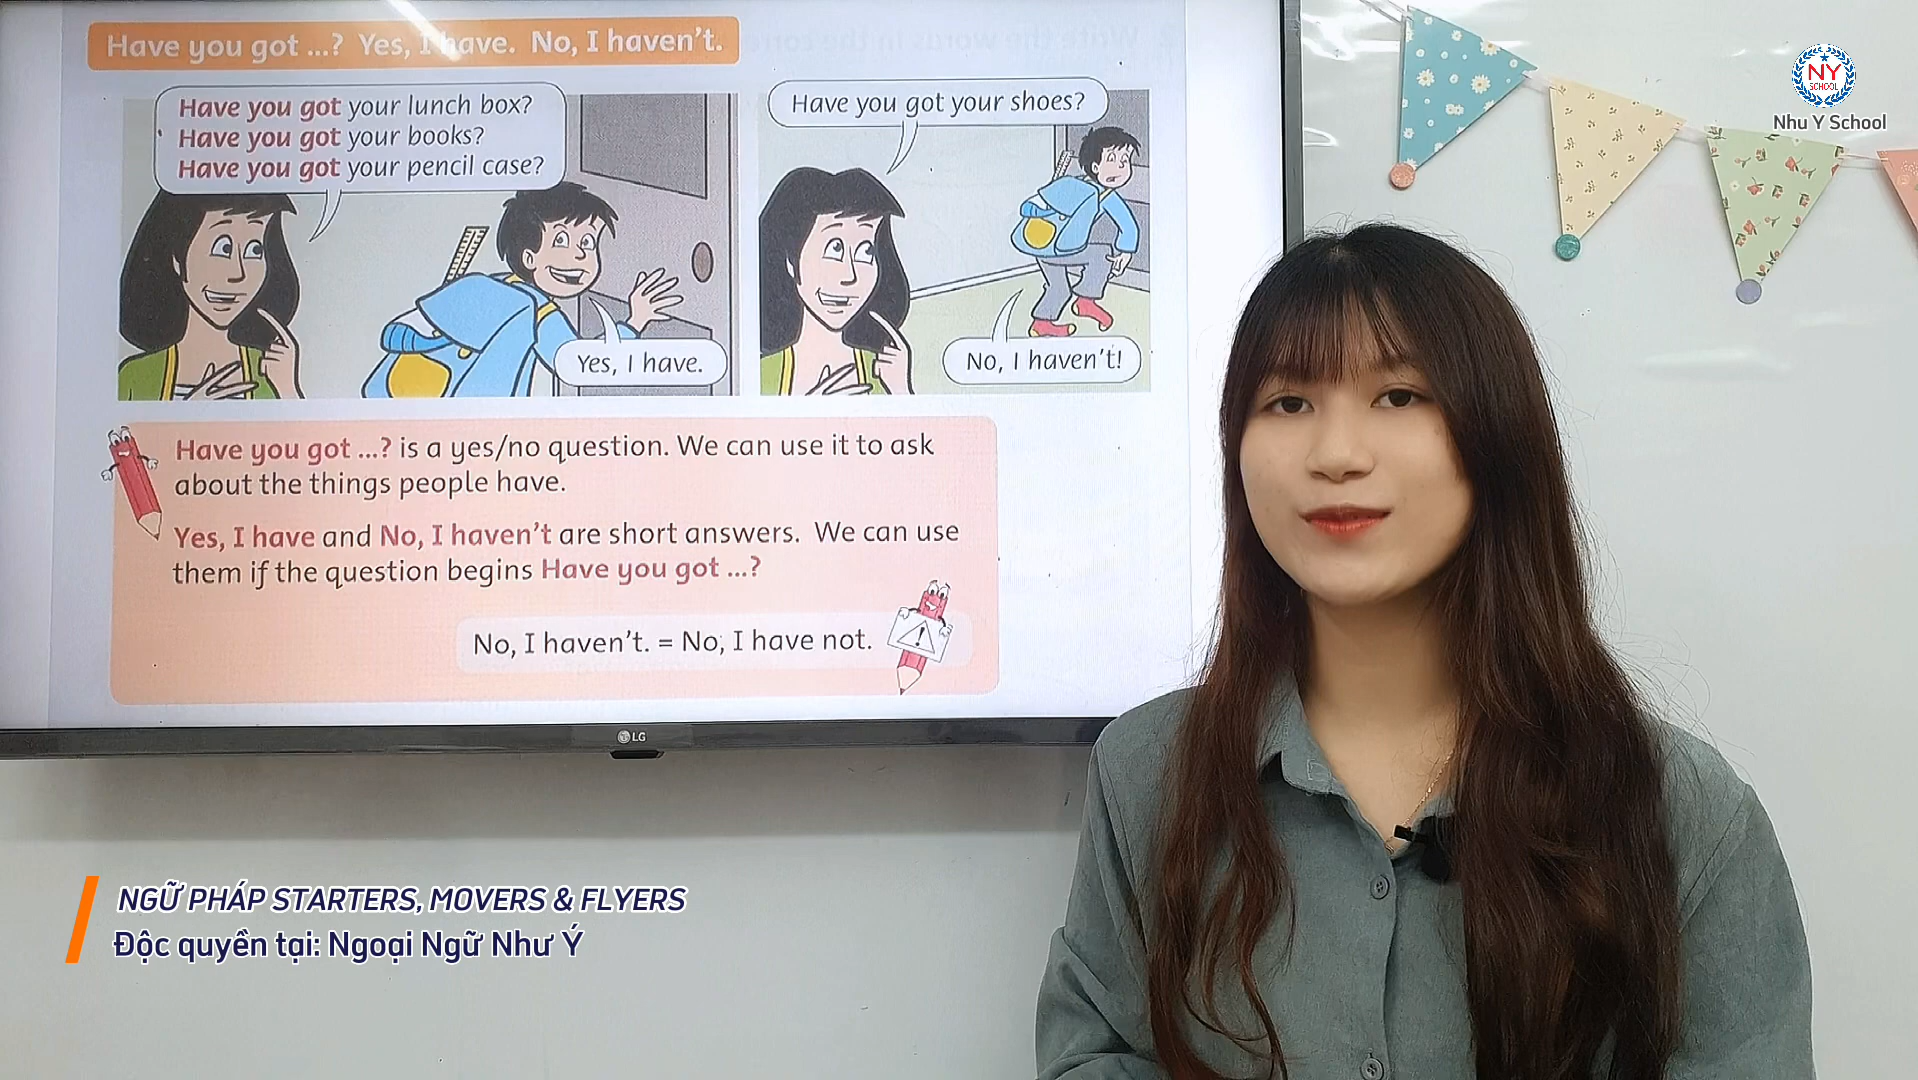 Have you got ...? Yes, I have. No, I haven't.
Have you got your lunch box?
Have you got your books?
Have you got your pencil case?
Yes, I have.
Have you got your shoes?
No, I haven't!
Have you got ...? is a yes/no question. We can use it to ask
about the things people have.
Yes, I have and No, I haven't are short answers. We can use
them if the question begins Have you got ...?
No, I haven't. = No, I have not.
!
LG
NY
SCHOOL
Nhu Y School
NGỮ PHÁP STARTERS, MOVERS & FLYERS
Độc quyền tại: Ngoại Ngữ Như Ý